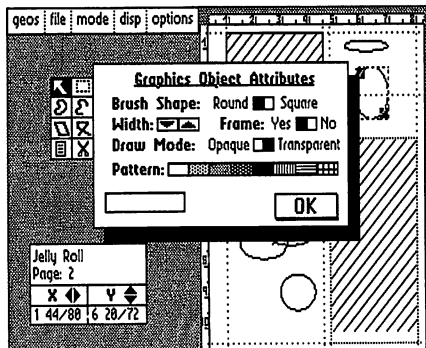 geos file mode disp options
Graphics Object Attributes
Brush Shape: Round Square
Width: Frame: Yes No
Draw Mode: Opaque Transparent
Pattern:
OK
Jelly Roll
Page: 2
X Y
1 44/80 6 20/72